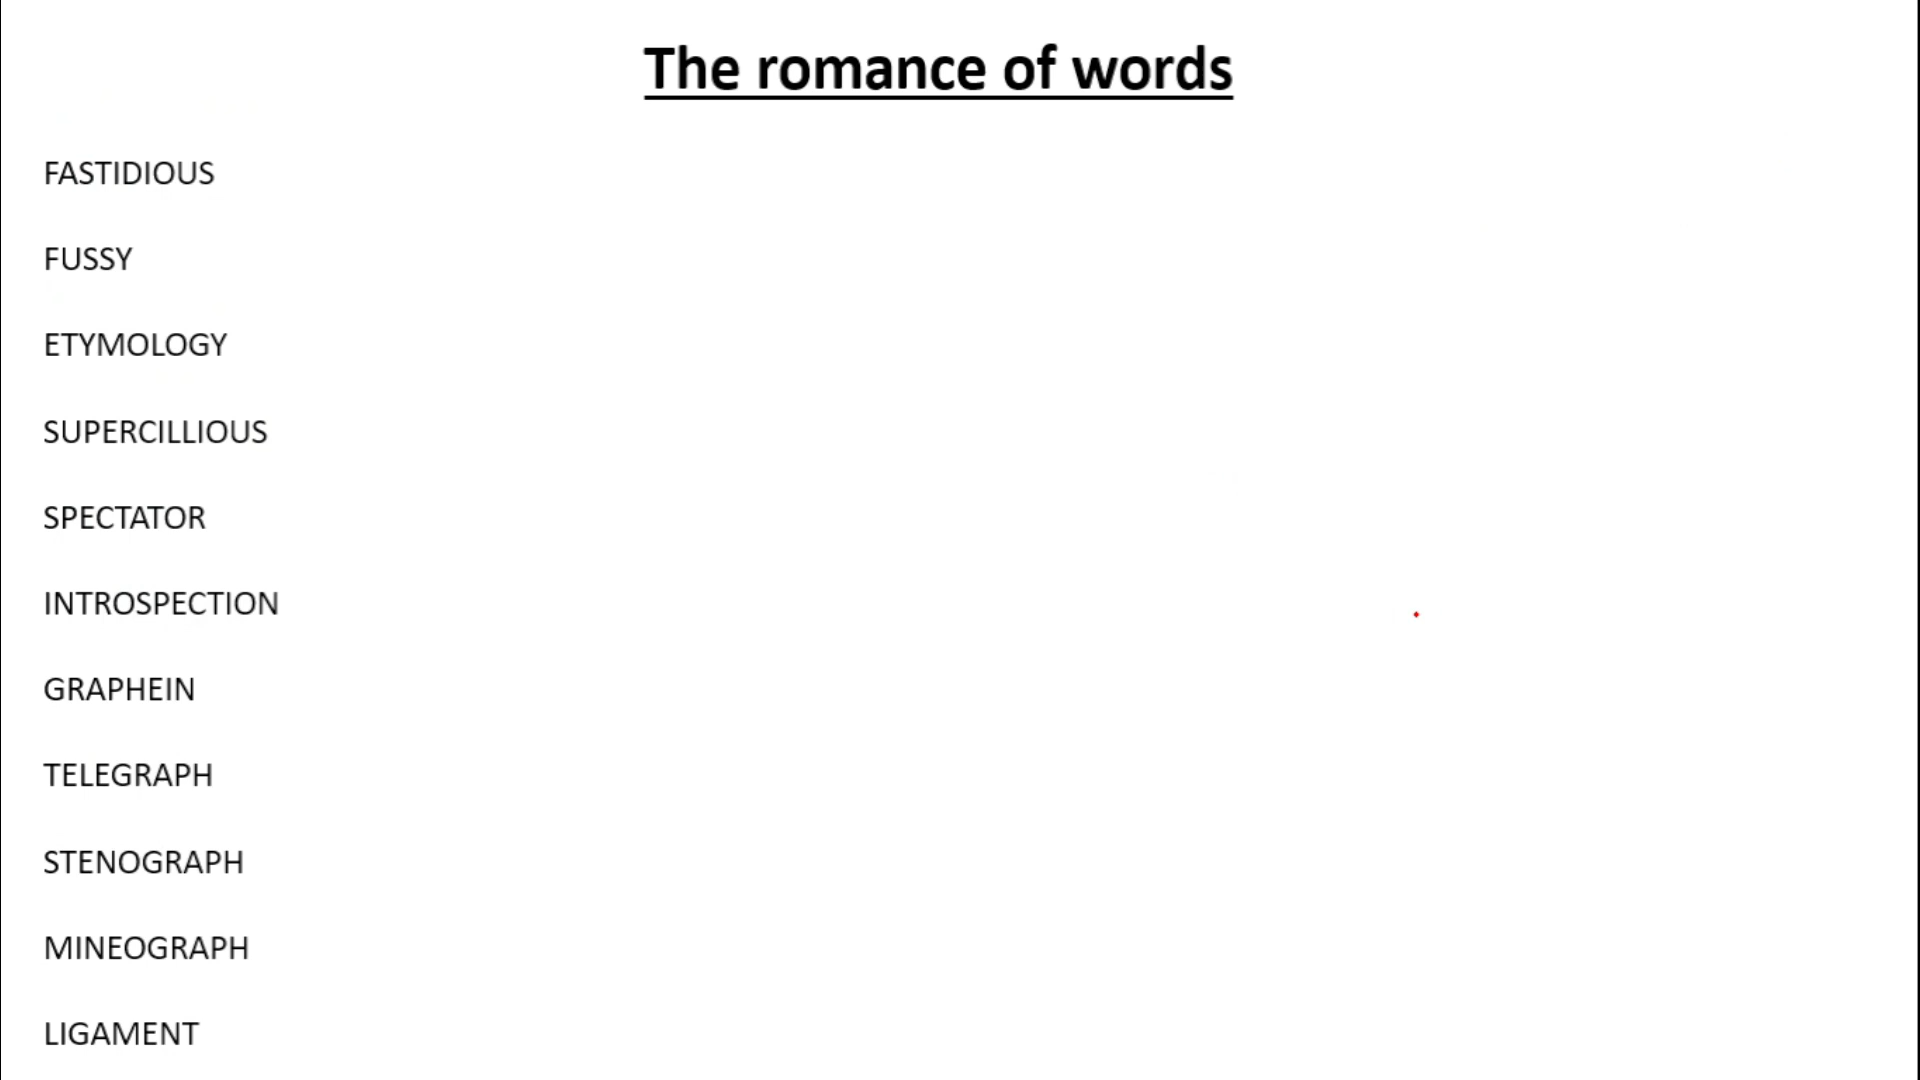 The romance of words
FASTIDIOUS
FUSSY
ETYMOLOGY
SUPERCILLIOUS
SPECTATOR
INTROSPECTION
GRAPHEIN
TELEGRAPH
STENOGRAPH
MINEOGRAPH
LIGAMENT